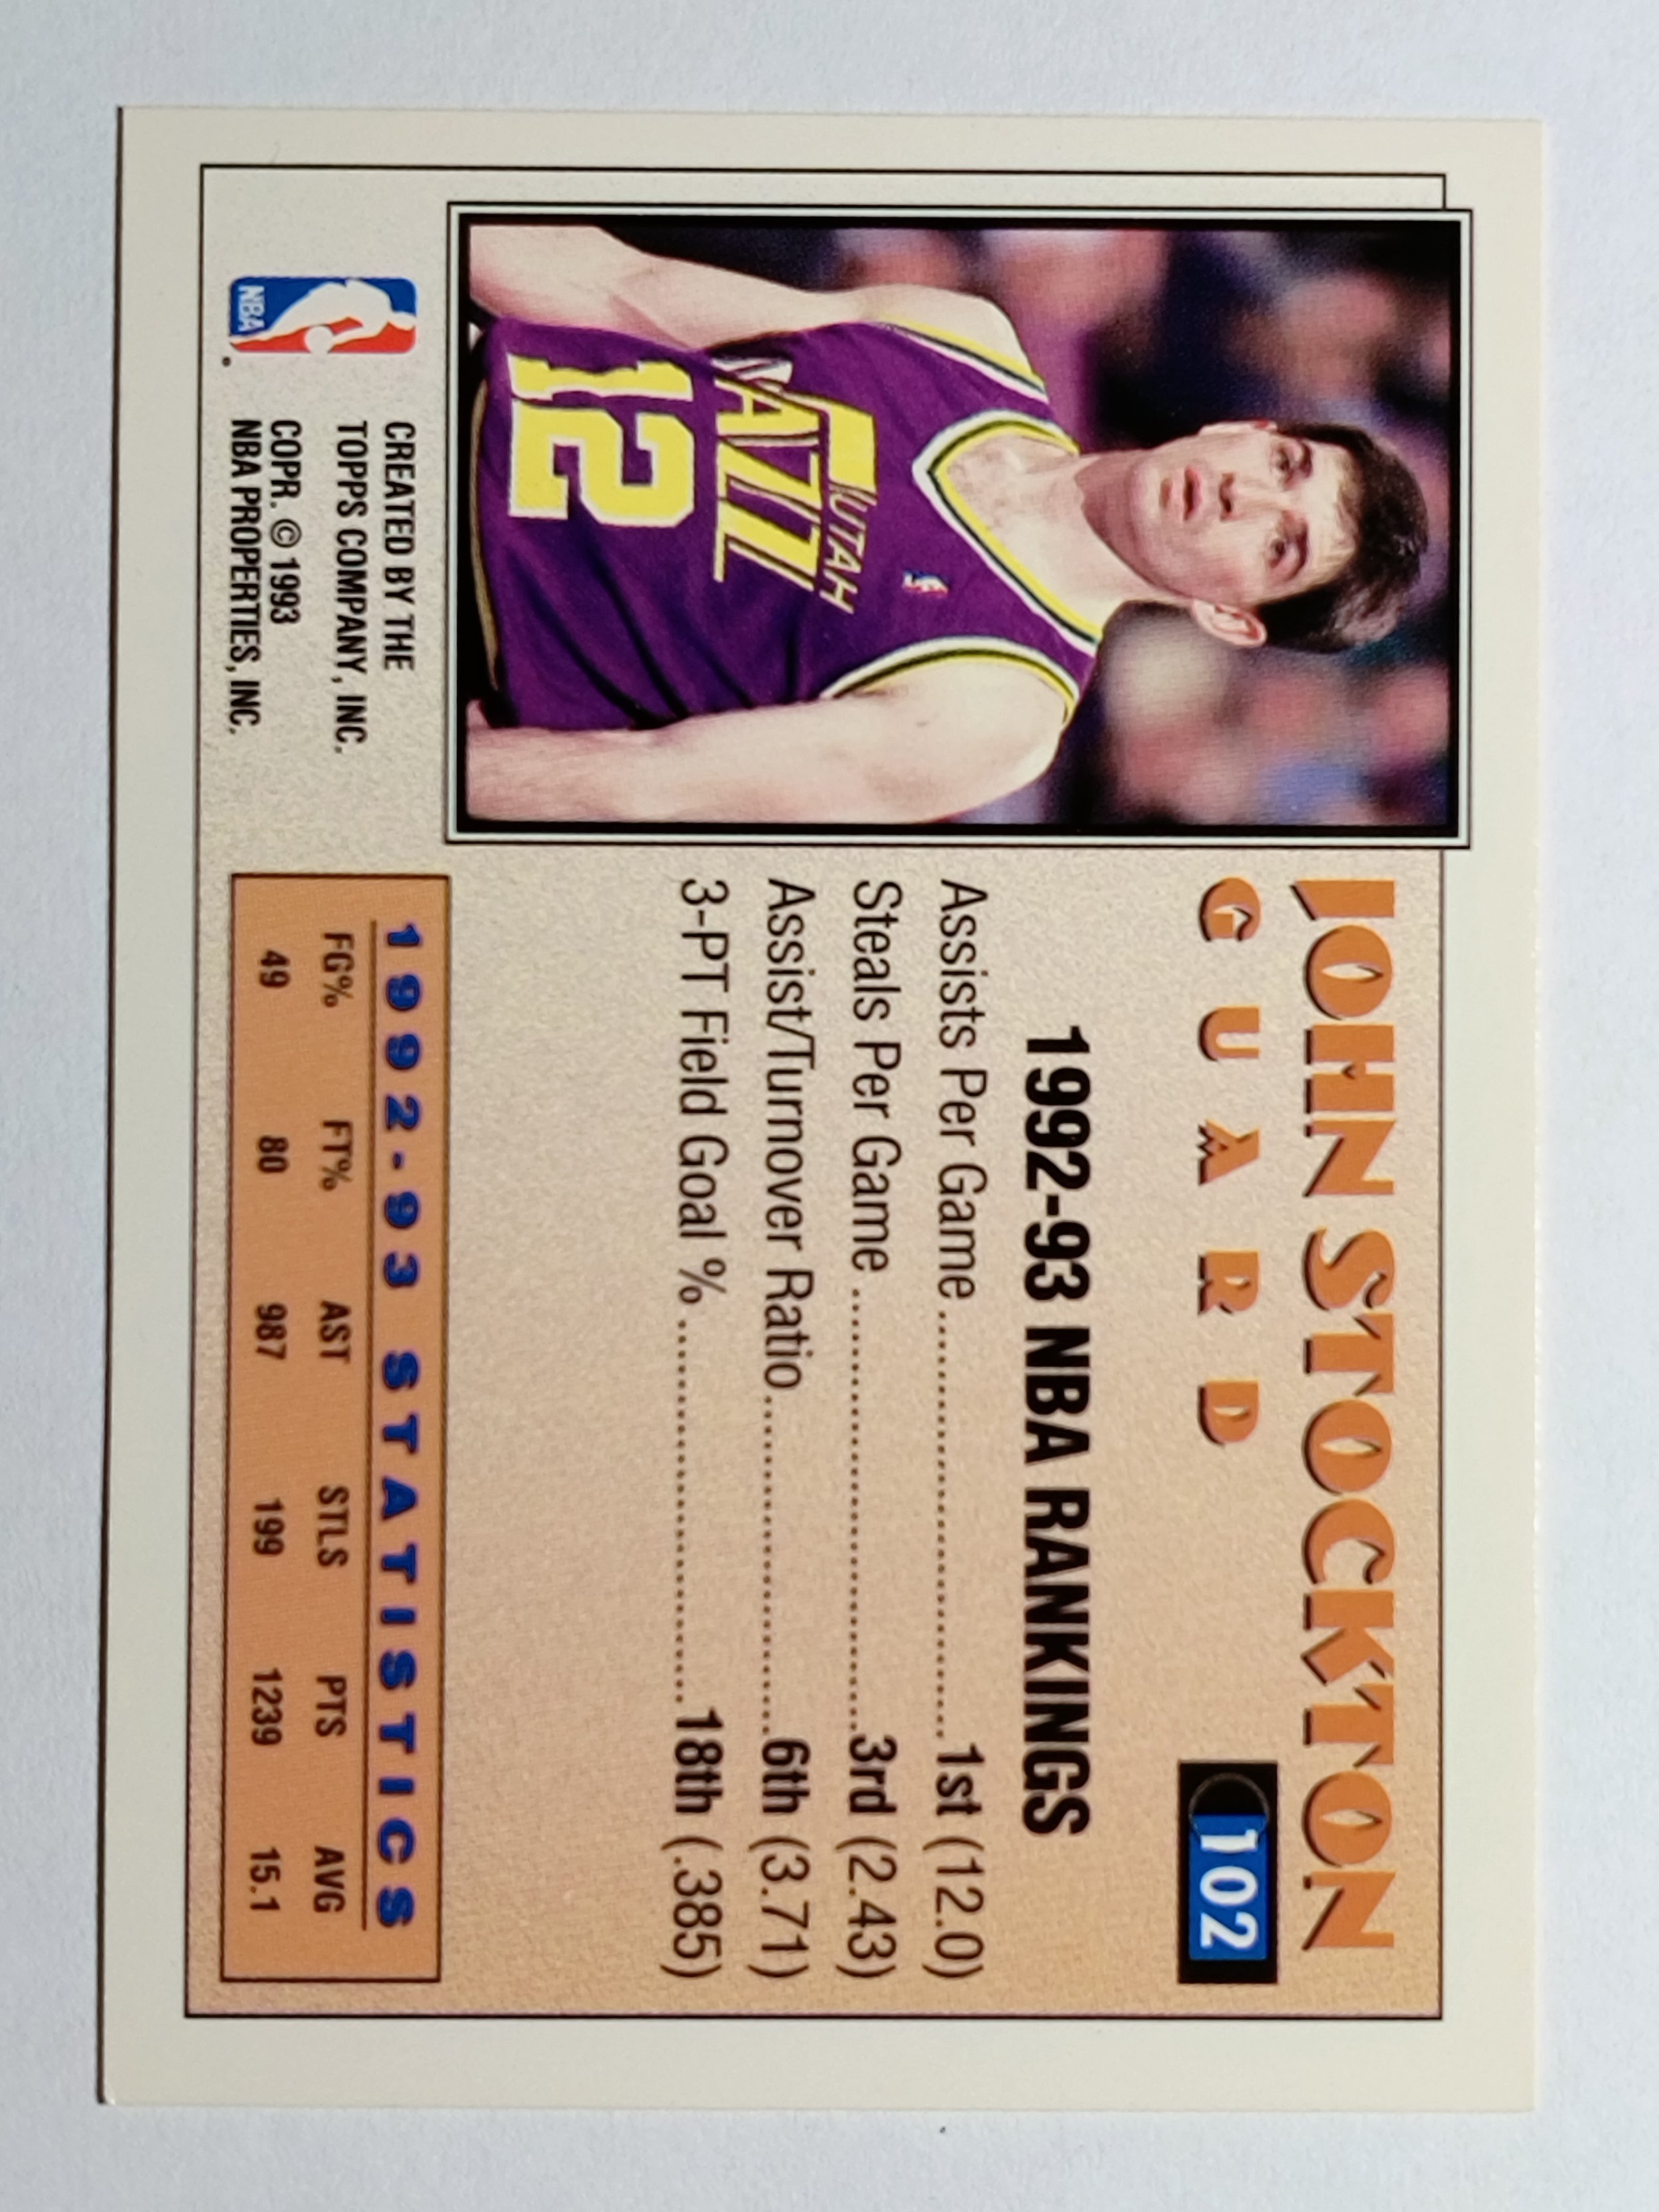 JOHN STOCKTON
GUARD
102
1992-93 NBA RANKINGS
Assists Per Game ........ 1st (12.0)
Steals Per Game ........ 3rd (2.43)
Assist/Turnover Ratio ........ 6th (3.71)
3-PT Field Goal % ........ 18th (.385)
UTAH
JAZZ
12
NBA
CREATED BY THE
TOPPS COMPANY, INC.
COPR. © 1993
NBA PROPERTIES, INC.
1992-93 STATISTICS
FG% FT% AST STLS PTS AVG
49 80 987 199 1239 15.1